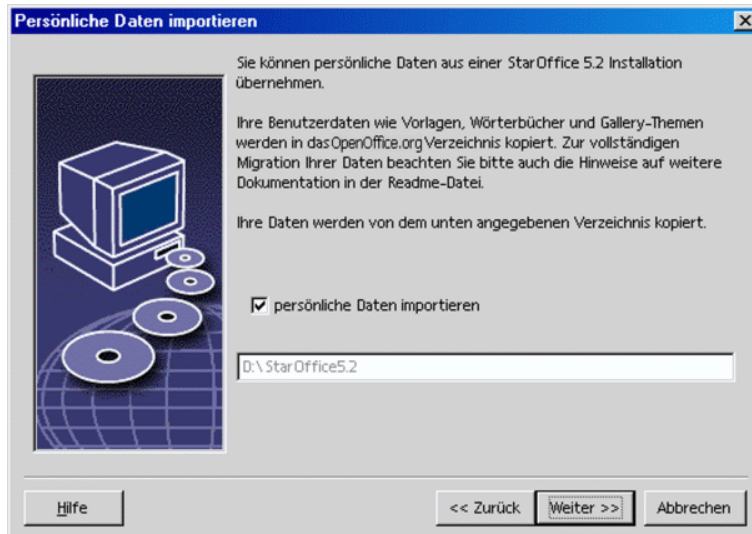 Persönliche Daten importieren
Sie können persönliche Daten aus einer StarOffice 5.2 Installation
übernehmen.
Ihre Benutzerdaten wie Vorlagen, Wörterbücher und Gallery-Themen
werden in das OpenOffice.org Verzeichnis kopiert. Zur vollständigen
Migration Ihrer Daten beachten Sie bitte auch die Hinweise auf weitere
Dokumentation in der Readme-Datei.
Ihre Daten werden von dem unten angegebenen Verzeichnis kopiert.
persönliche Daten importieren
D:\StarOffice5.2
Hilfe
<< Zurück
Weiter >>
Abbrechen